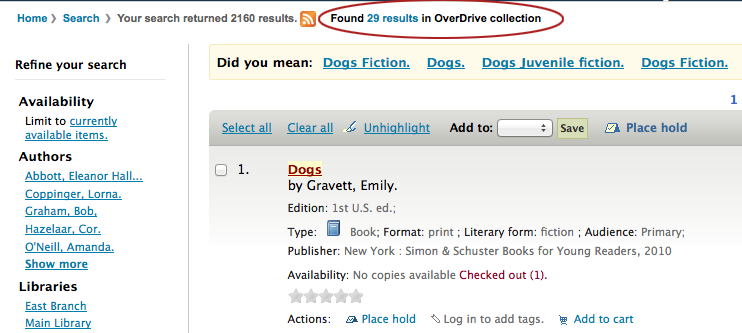 Home › Search › Your search returned 2160 results. Found 29 results in OverDrive collection
Refine your search
Availability
Limit to currently
available items.
Authors
Abbott, Eleanor Hall...
Coppinger, Lorna.
Graham, Bob,
Hazelaar, Cor.
O'Neill, Amanda.
Show more
Libraries
East Branch
Main Library
Did you mean: Dogs Fiction. Dogs. Dogs Juvenile fiction. Dogs Fiction.
1
Select all Clear all Unhighlight Add to: Save Place hold
1. Dogs
by Gravett, Emily.
Edition: 1st U.S. ed.;
Type: Book; Format: print ; Literary form: fiction ; Audience: Primary;
Publisher: New York : Simon & Schuster Books for Young Readers, 2010
Availability: No copies available Checked out (1).
Actions: Place hold Log in to add tags. Add to cart